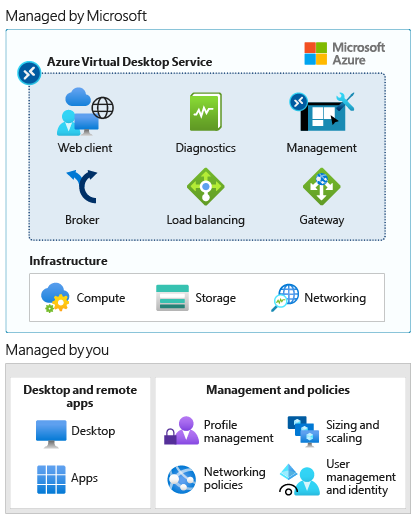 Managed by Microsoft
Microsoft
Azure
Azure Virtual Desktop Service
Web client
Diagnostics
Management
Broker
Load balancing
Gateway
Infrastructure
Compute
Storage
Networking
Managed by you
Desktop and remote
apps
Desktop
Apps
Management and policies
Profile
management
Sizing and
scaling
Networking
policies
User
management
and identity